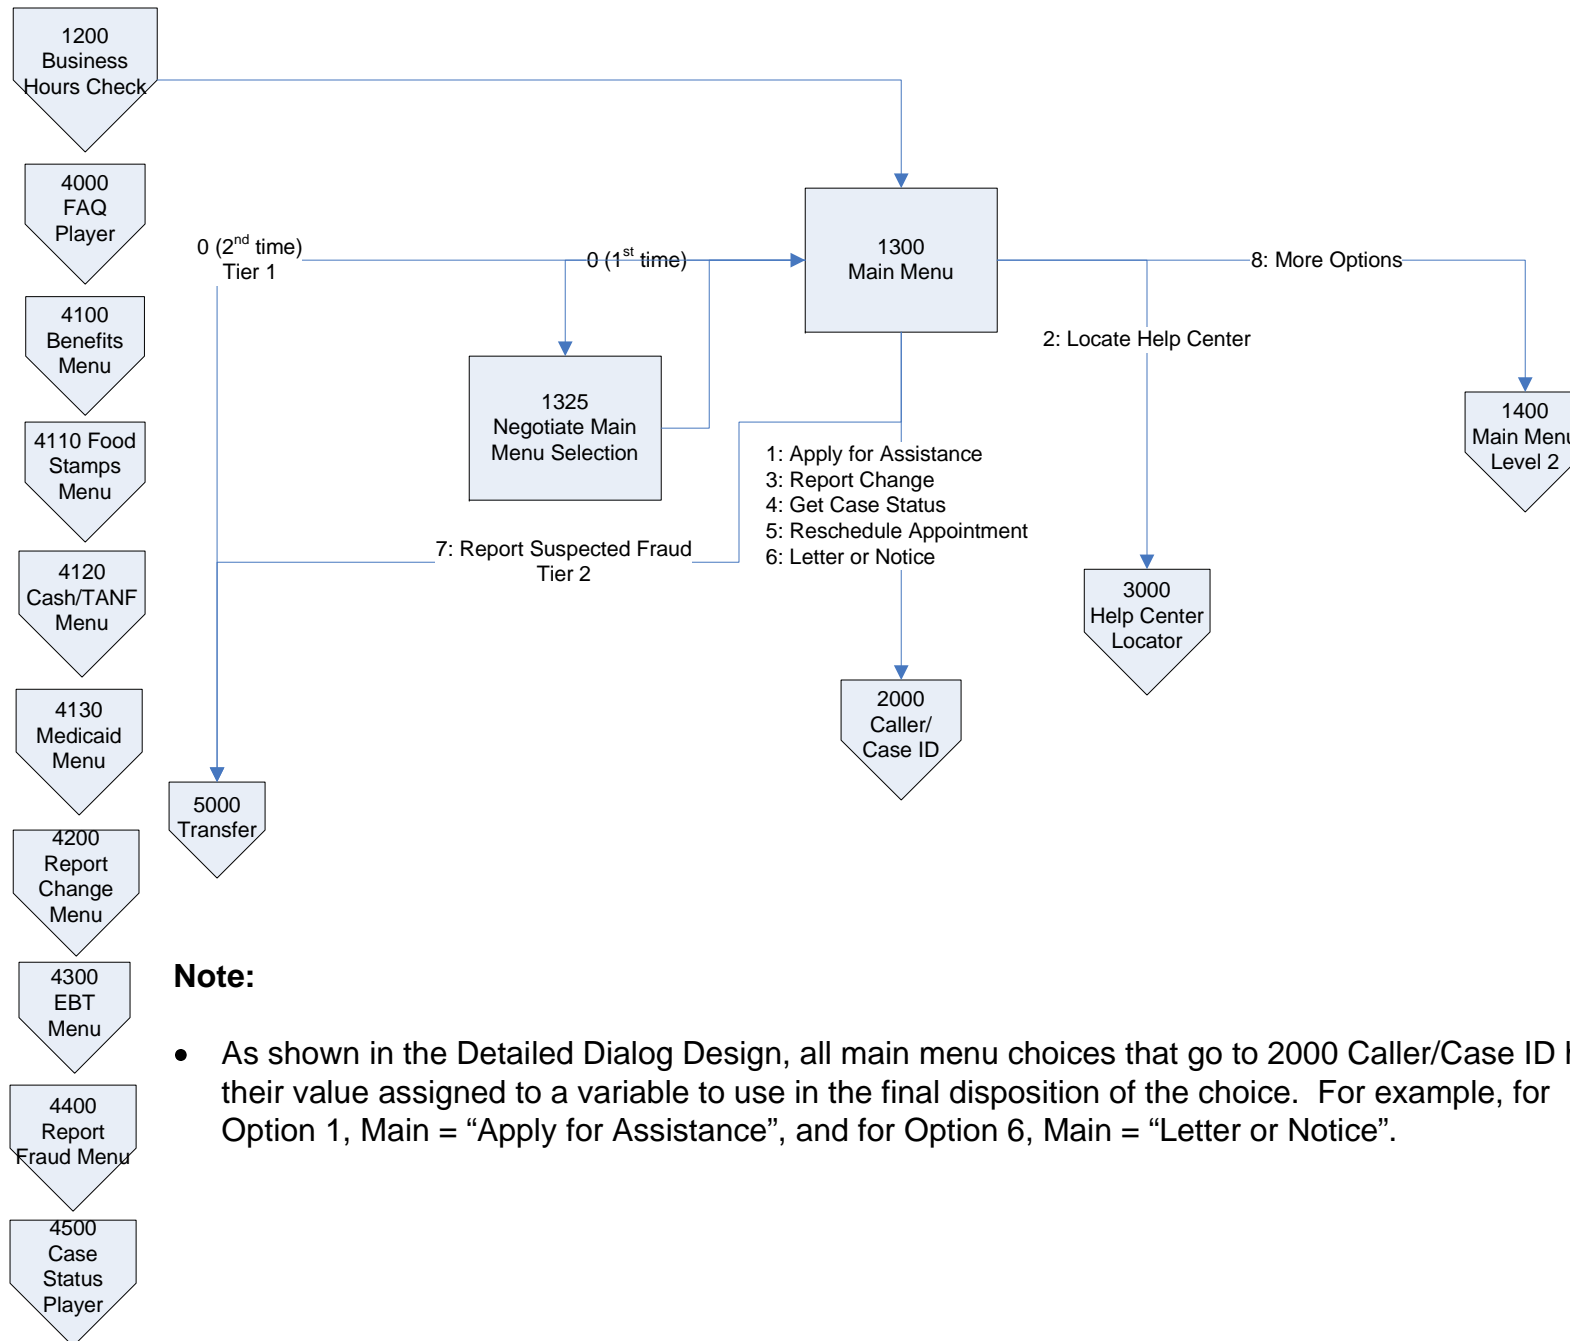 1200
Business
Hours Check
4000
FAQ
Player
4100
Benefits
Menu
4110 Food
Stamps
Menu
4120
Cash/TANF
Menu
4130
Medicaid
Menu
4200
Report
Change
Menu
4300
EBT
Menu
4400
Report
Fraud Menu
4500
Case
Status
Player
0 (2nd time)
Tier 1
0 (1st time)
1300
Main Menu
8: More Options
2: Locate Help Center
1325
Negotiate Main
Menu Selection
1: Apply for Assistance
3: Report Change
4: Get Case Status
5: Reschedule Appointment
6: Letter or Notice
7: Report Suspected Fraud
Tier 2
1400
Main Menu
Level 2
3000
Help Center
Locator
2000
Caller/
Case ID
5000
Transfer
Note:
• As shown in the Detailed Dialog Design, all main menu choices that go to 2000 Caller/Case ID
their value assigned to a variable to use in the final disposition of the choice.  For example, for
Option 1, Main = “Apply for Assistance”, and for Option 6, Main = “Letter or Notice”.